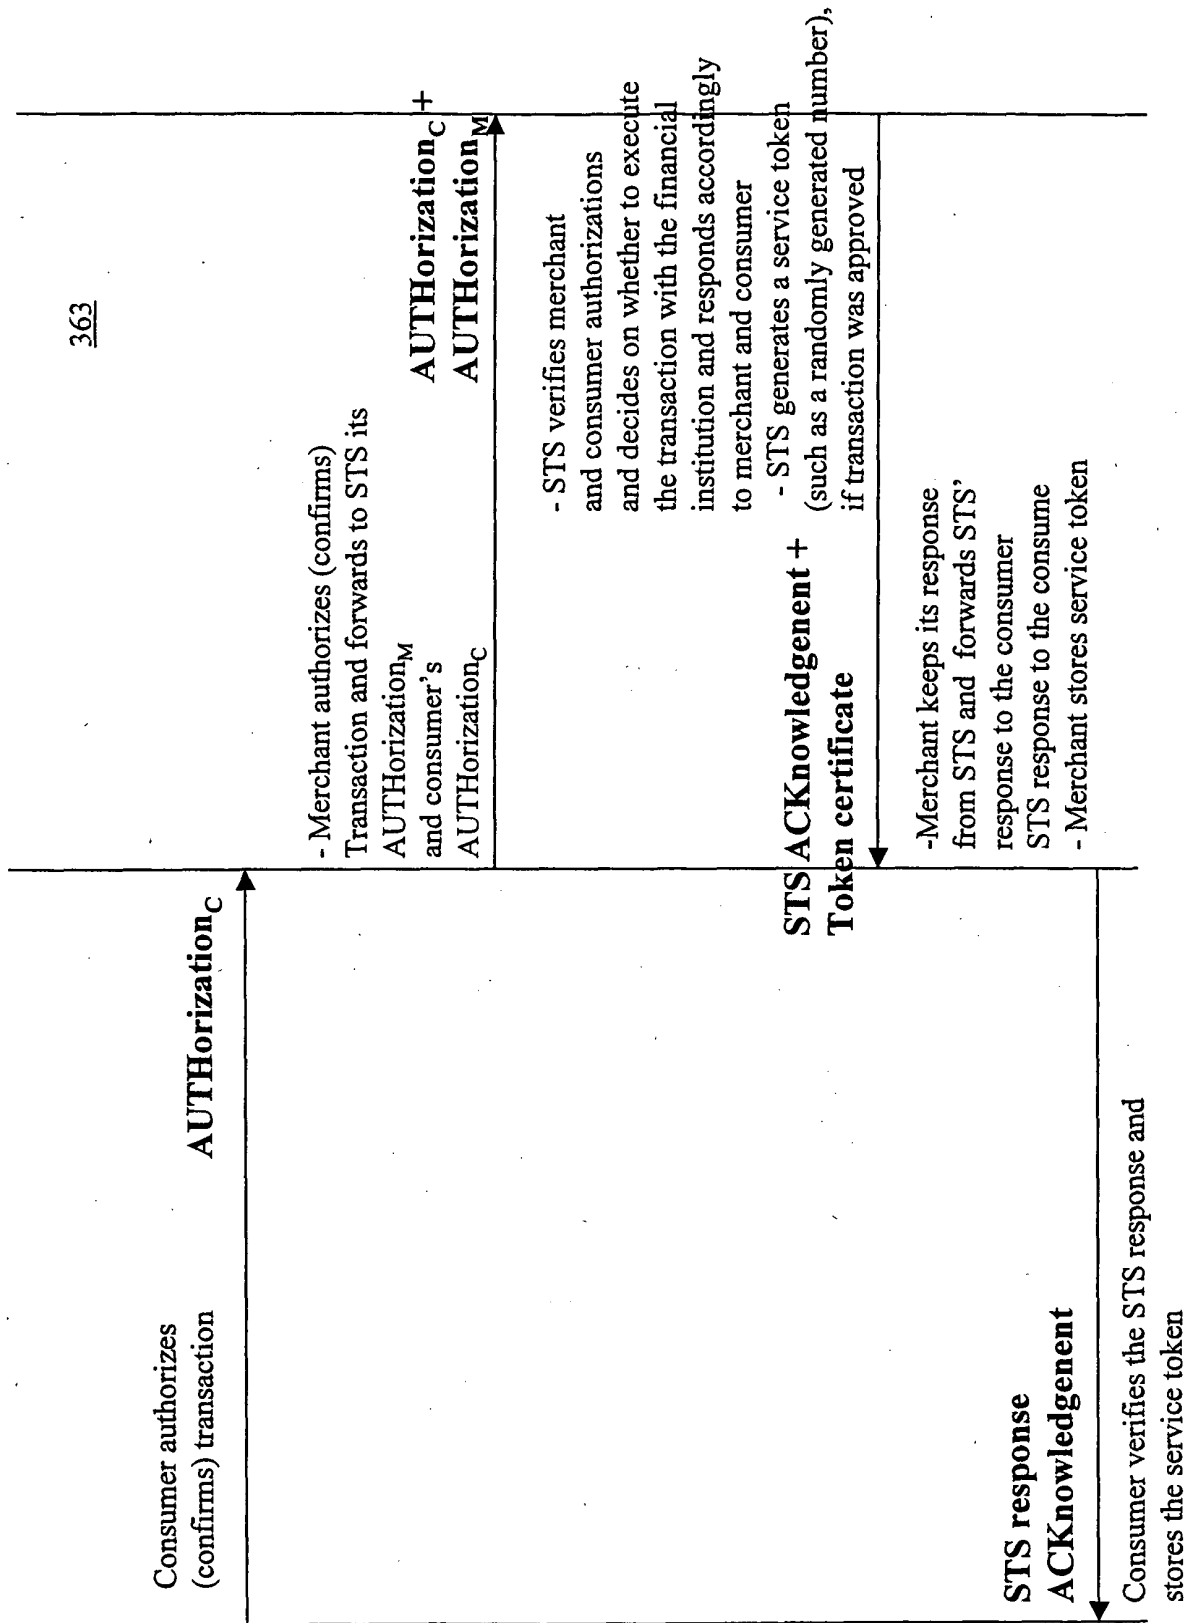 363
Consumer authorizes
(confirms) transaction
AUTHorization_C
- Merchant authorizes (confirms)
Transaction and forwards to STS its
AUTHorization_M
and consumer's
AUTHorization_C
AUTHorization_C +
AUTHorization_M
- STS verifies merchant
and consumer authorizations
and decides on whether to execute
the transaction with the financial
institution and responds accordingly
to merchant and consumer
- STS generates a service token
(such as a randomly generated number),
if transaction was approved
STS ACKnowledgenent +
Token certificate
-Merchant keeps its response
from STS and forwards STS'
response to the consumer
STS response to the consume
- Merchant stores service token
STS response
ACKnowledgenent
Consumer verifies the STS response and
stores the service token